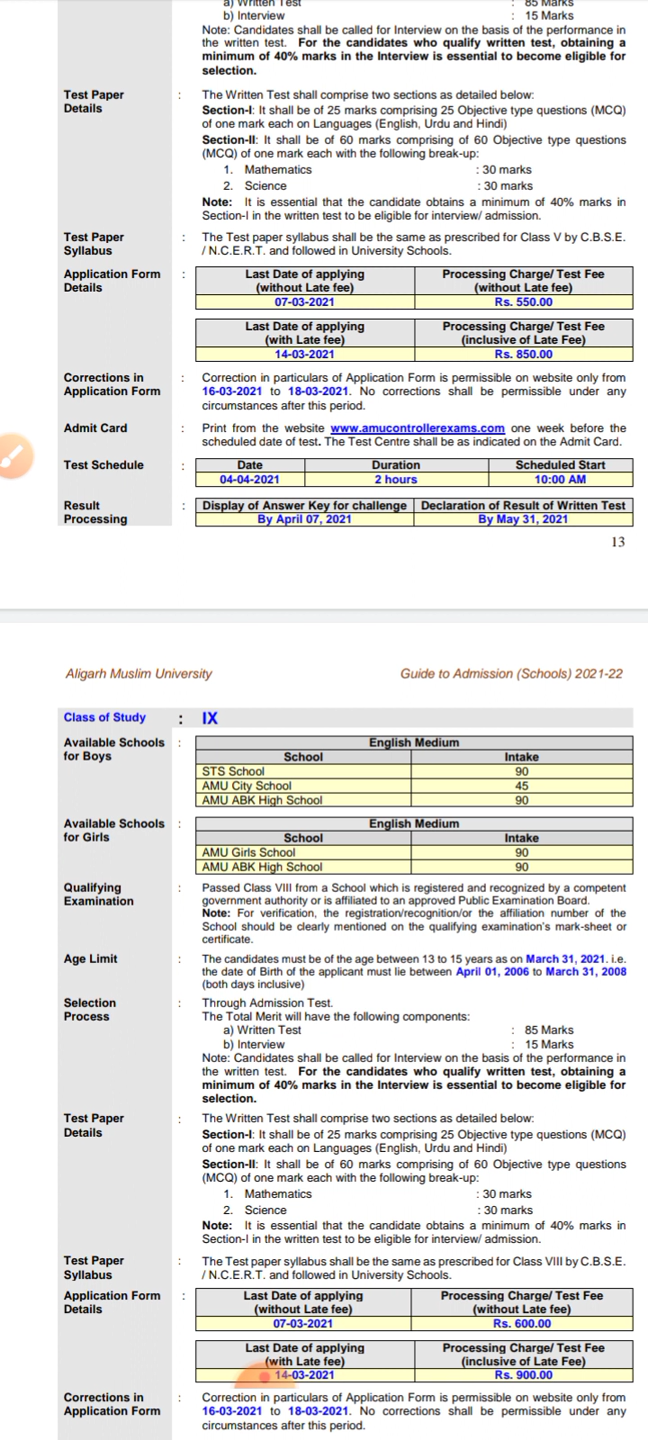 a) Written Test : 85 Marks
b) Interview : 15 Marks
Note: Candidates shall be called for Interview on the basis of the performance in
the written test. For the candidates who qualify written test, obtaining a
minimum of 40% marks in the Interview is essential to become eligible for
selection.
Test Paper Details : The Written Test shall comprise two sections as detailed below:
Section-I: It shall be of 25 marks comprising 25 Objective type questions (MCQ)
of one mark each on Languages (English, Urdu and Hindi)
Section-II: It shall be of 60 marks comprising of 60 Objective type questions
(MCQ) of one mark each with the following break-up:
1. Mathematics : 30 marks
2. Science : 30 marks
Note: It is essential that the candidate obtains a minimum of 40% marks in
Section-I in the written test to be eligible for interview/ admission.
Test Paper Syllabus : The Test paper syllabus shall be the same as prescribed for Class V by C.B.S.E.
/ N.C.E.R.T. and followed in University Schools.
Application Form Details :
Last Date of applying (without Late fee) Processing Charge/ Test Fee (without Late fee)
07-03-2021 Rs. 550.00
Last Date of applying (with Late fee) Processing Charge/ Test Fee (inclusive of Late Fee)
14-03-2021 Rs. 850.00
Corrections in Application Form : Correction in particulars of Application Form is permissible on website only from
16-03-2021 to 18-03-2021. No corrections shall be permissible under any
circumstances after this period.
Admit Card : Print from the website www.amucontrollerexams.com one week before the
scheduled date of test. The Test Centre shall be as indicated on the Admit Card.
Test Schedule : Date Duration Scheduled Start
04-04-2021 2 hours 10:00 AM
Result Processing : Display of Answer Key for challenge Declaration of Result of Written Test
By April 07, 2021 By May 31, 2021
13
Aligarh Muslim University Guide to Admission (Schools) 2021-22
Class of Study : IX
Available Schools for Boys : English Medium
School Intake
STS School 90
AMU City School 45
AMU ABK High School 90
Available Schools for Girls : English Medium
School Intake
AMU Girls School 90
AMU ABK High School 90
Qualifying Examination : Passed Class VIII from a School which is registered and recognized by a competent
government authority or is affiliated to an approved Public Examination Board.
Note: For verification, the registration/recognition/or the affiliation number of the
School should be clearly mentioned on the qualifying examination's mark-sheet or
certificate.
Age Limit : The candidates must be of the age between 13 to 15 years as on March 31, 2021. i.e.
the date of Birth of the applicant must lie between April 01, 2006 to March 31, 2008
(both days inclusive)
Selection Process : Through Admission Test.
The Total Merit will have the following components:
a) Written Test : 85 Marks
b) Interview : 15 Marks
Note: Candidates shall be called for Interview on the basis of the performance in
the written test. For the candidates who qualify written test, obtaining a
minimum of 40% marks in the Interview is essential to become eligible for
selection.
Test Paper Details : The Written Test shall comprise two sections as detailed below:
Section-I: It shall be of 25 marks comprising 25 Objective type questions (MCQ)
of one mark each on Languages (English, Urdu and Hindi)
Section-II: It shall be of 60 marks comprising of 60 Objective type questions
(MCQ) of one mark each with the following break-up:
1. Mathematics : 30 marks
2. Science : 30 marks
Note: It is essential that the candidate obtains a minimum of 40% marks in
Section-I in the written test to be eligible for interview/ admission.
Test Paper Syllabus : The Test paper syllabus shall be the same as prescribed for Class VIII by C.B.S.E.
/ N.C.E.R.T. and followed in University Schools.
Application Form Details :
Last Date of applying (without Late fee) Processing Charge/ Test Fee (without Late fee)
07-03-2021 Rs. 600.00
Last Date of applying (with Late fee) Processing Charge/ Test Fee (inclusive of Late Fee)
14-03-2021 Rs. 900.00
Corrections in Application Form : Correction in particulars of Application Form is permissible on website only from
16-03-2021 to 18-03-2021. No corrections shall be permissible under any
circumstances after this period.